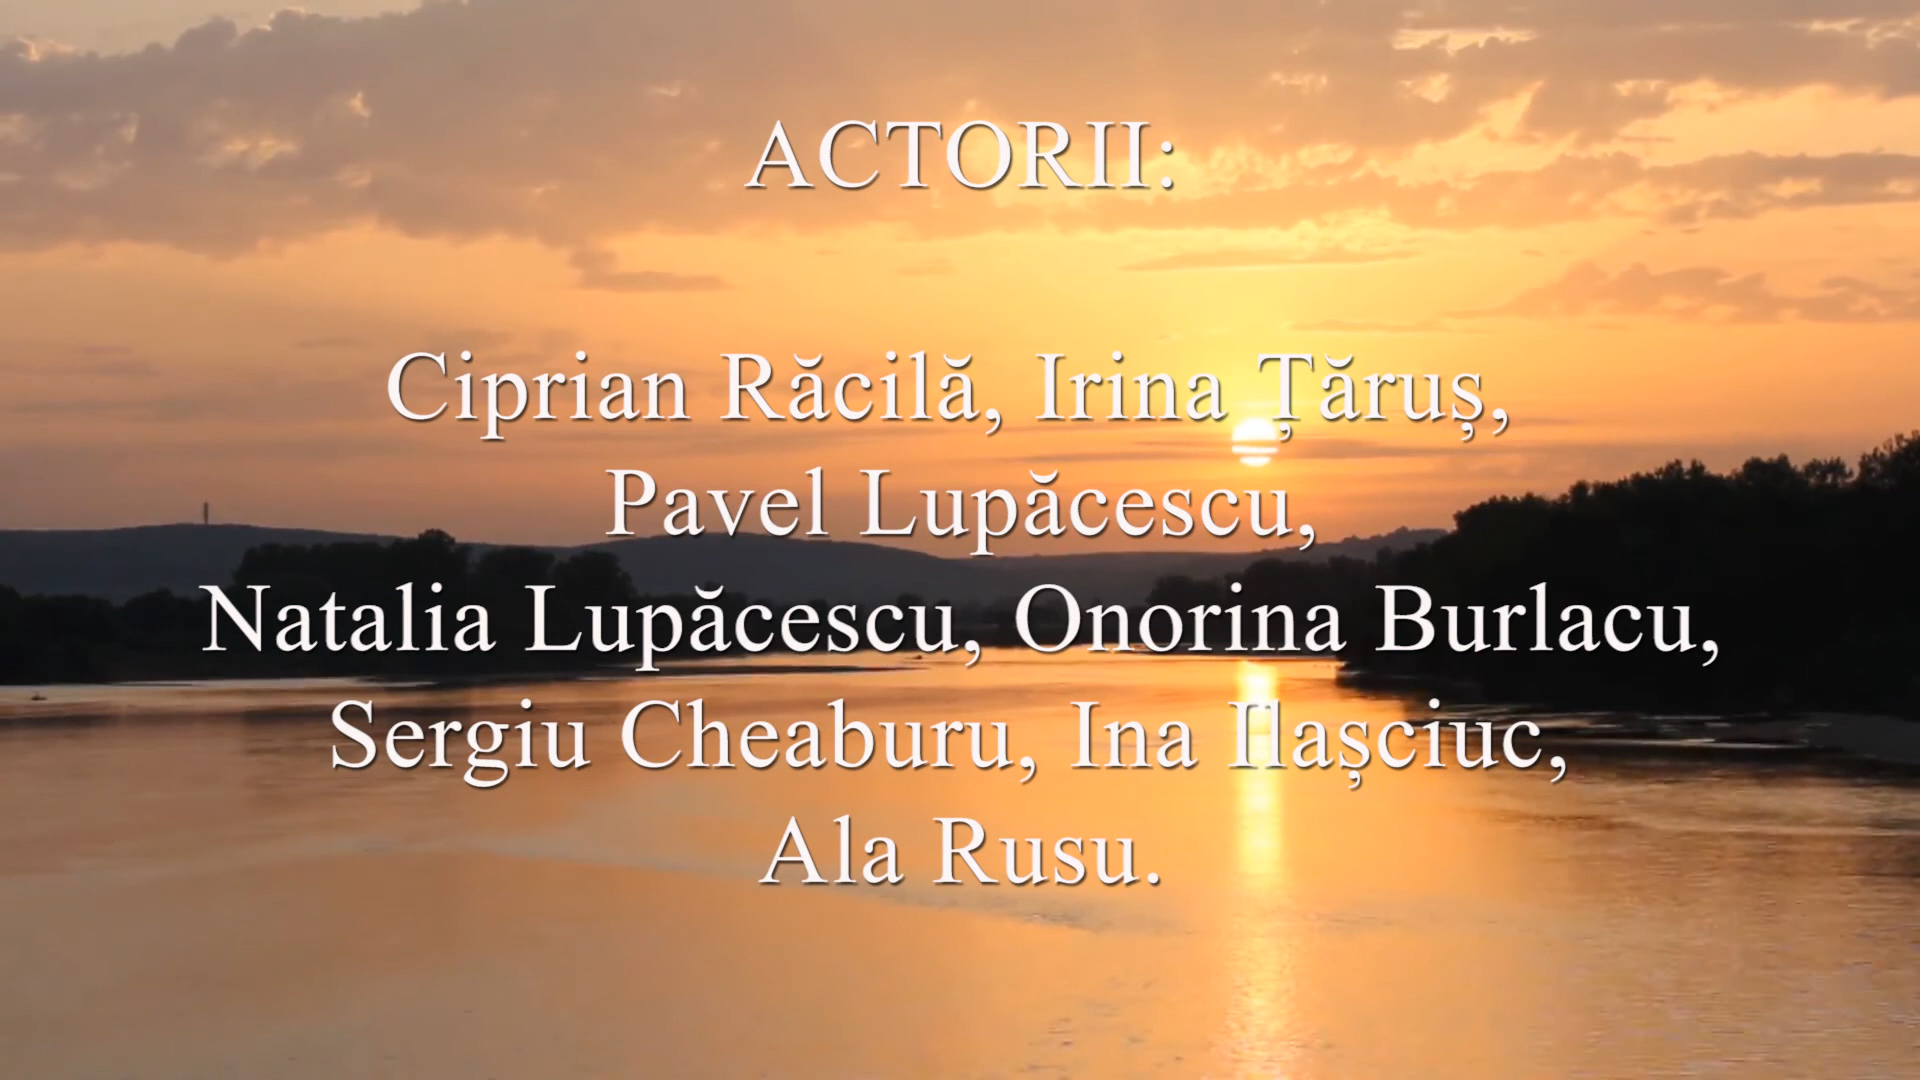 ACTORII:
Ciprian Răcilă, Irina Țăruș,
Pavel Lupăcescu,
Natalia Lupăcescu, Onorina Burlacu,
Sergiu Cheaburu, Ina Ilașciuc,
Ala Rusu.